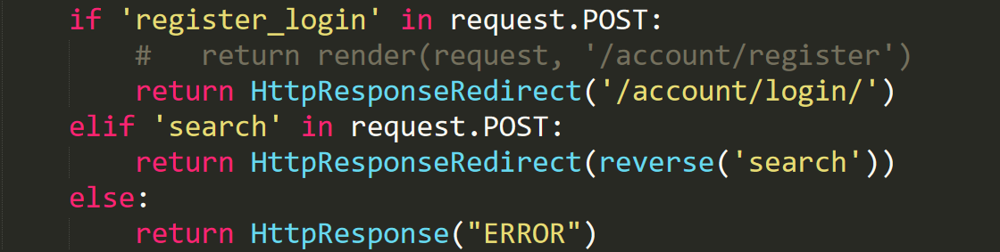 if 'register_login' in request.POST:
#   return render(request, '/account/register')
return HttpResponseRedirect('/account/login/')
elif 'search' in request.POST:
return HttpResponseRedirect(reverse('search'))
else:
return HttpResponse("ERROR")